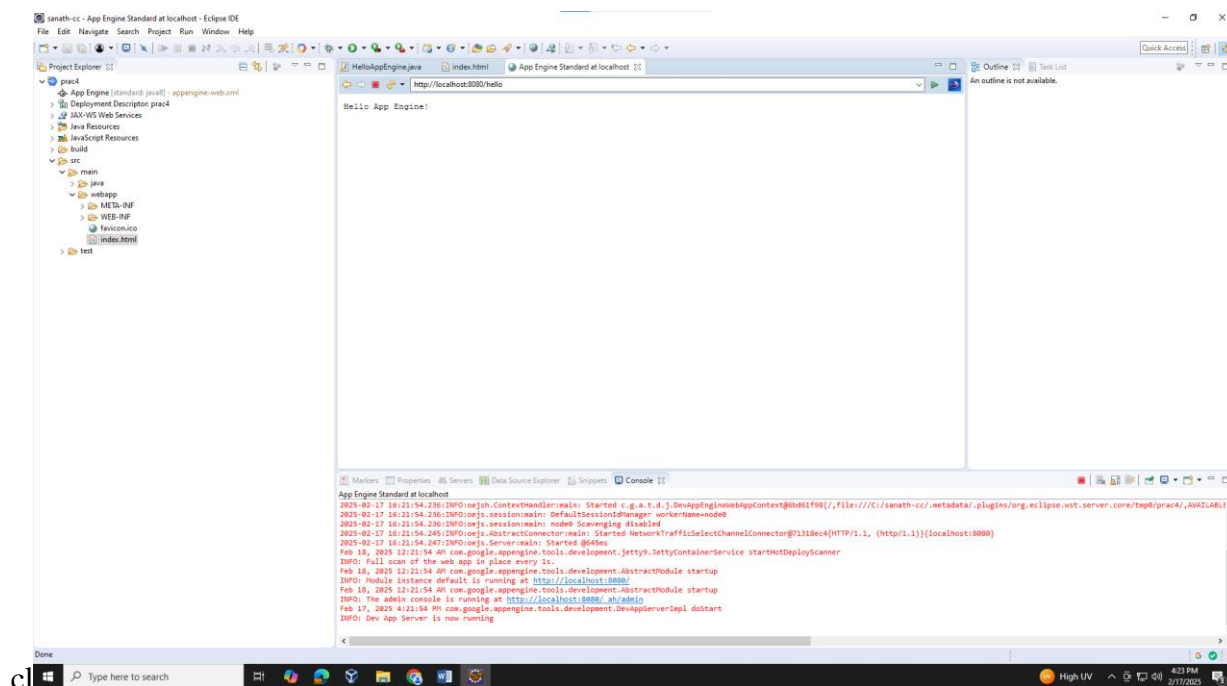 sanath-cc - App Engine Standard at localhost - Eclipse IDE
File Edit Navigate Search Project Run Window Help
Quick Access
Project Explorer
HelloAppEngine.java index.html App Engine Standard at localhost
Outline Task List
prac4
App Engine [standard: java8] - appengine-web.xml
Deployment Descriptor: prac4
JAX-WS Web Services
Java Resources
JavaScript Resources
build
src
main
java
webapp
META-INF
WEB-INF
favicon.ico
index.html
test
http://localhost:8080/hello
Hello App Engine!
An outline is not available.
Markers Properties Servers Data Source Explorer Snippets Console
App Engine Standard at localhost
2025-02-17 16:21:54.236:INFO:oejsh.ContextHandler:main: Started c.g.a.t.d.j.DevAppEngineWebAppContext@6bd61f98{/,file:///C:/sanath-cc/.metadata/.plugins/org.eclipse.wst.server.core/tmp0/prac4/,AVAILABLE
2025-02-17 16:21:54.236:INFO:oejs.session:main: DefaultSessionIdManager workerName=node0
2025-02-17 16:21:54.236:INFO:oejs.session:main: node0 Scavenging disabled
2025-02-17 16:21:54.245:INFO:oejs.AbstractConnector:main: Started NetworkTrafficSelectChannelConnector@71318ec4{HTTP/1.1, (http/1.1)}{localhost:8080}
2025-02-17 16:21:54.247:INFO:oejs.Server:main: Started @645ms
Feb 18, 2025 12:21:54 AM com.google.appengine.tools.development.jetty9.JettyContainerService startHotDeployScanner
INFO: Full scan of the web app in place every 1s.
Feb 18, 2025 12:21:54 AM com.google.appengine.tools.development.AbstractModule startup
INFO: Module instance default is running at http://localhost:8080/
Feb 18, 2025 12:21:54 AM com.google.appengine.tools.development.AbstractModule startup
INFO: The admin console is running at http://localhost:8080/_ah/admin
Feb 17, 2025 4:21:54 PM com.google.appengine.tools.development.DevAppServerImpl doStart
INFO: Dev App Server is now running
Done
cl
Type here to search
High UV
4:23 PM
2/17/2025